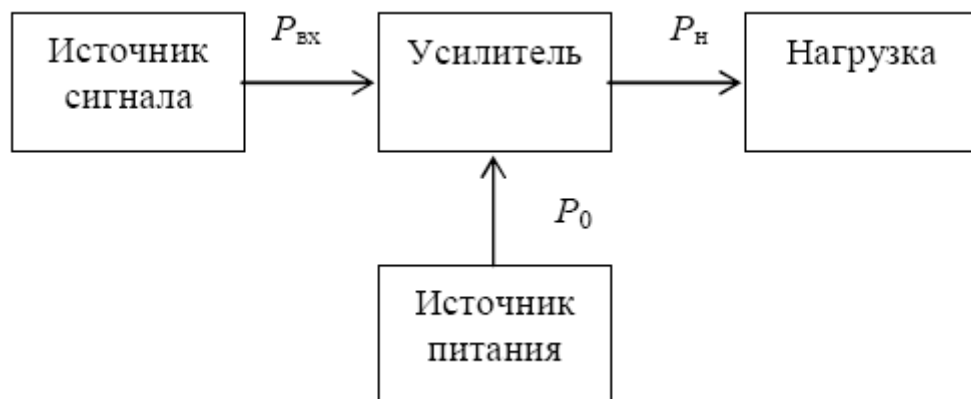 Источник
сигнала
Pвх
Усилитель
Pн
Нагрузка
P0
Источник
питания